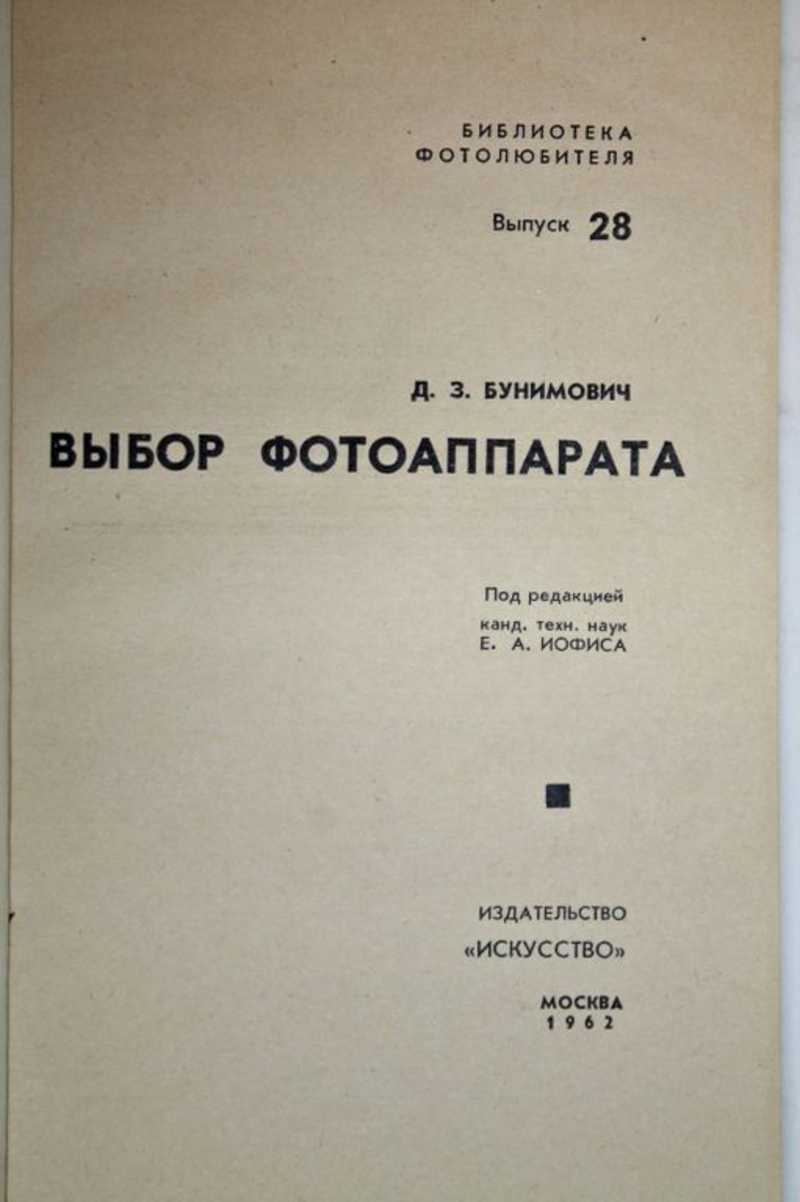 БИБЛИОТЕКА
ФОТОЛЮБИТЕЛЯ
Выпуск 28
Д. З. БУНИМОВИЧ
ВЫБОР ФОТОАППАРАТА
Под редакцией
канд. техн. наук
Е. А. ИОФИСА
ИЗДАТЕЛЬСТВО
«ИСКУССТВО»
МОСКВА
1962